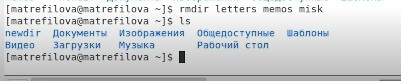 [matrefilova@matrefilova ~]$ rmdir letters memos misk
[matrefilova@matrefilova ~]$ ls
newdir Документы Изображения Общедоступные Шаблоны
Видео Загрузки Музыка Рабочий стол
[matrefilova@matrefilova ~]$